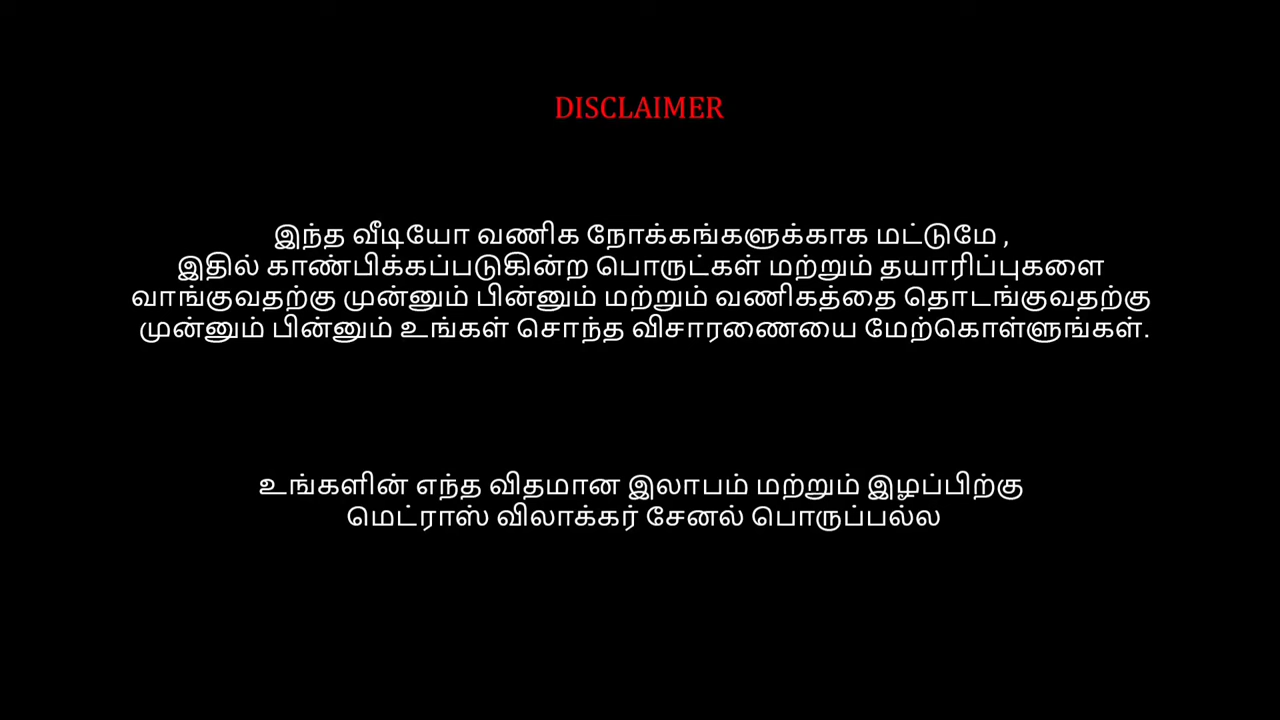 DISCLAIMER
இந்த வீடியோ வணிக நோக்கங்களுக்காக மட்டுமே ,
இதில் காண்பிக்கப்படுகின்ற பொருட்கள் மற்றும் தயாரிப்புகளை
வாங்குவதற்கு முன்னும் பின்னும் மற்றும் வணிகத்தை தொடங்குவதற்கு
முன்னும் பின்னும் உங்கள் சொந்த விசாரணையை மேற்கொள்ளுங்கள்.
உங்களின் எந்த விதமான இலாபம் மற்றும் இழப்பிற்கு
மெட்ராஸ் விலாக்கர் சேனல் பொருப்பல்ல